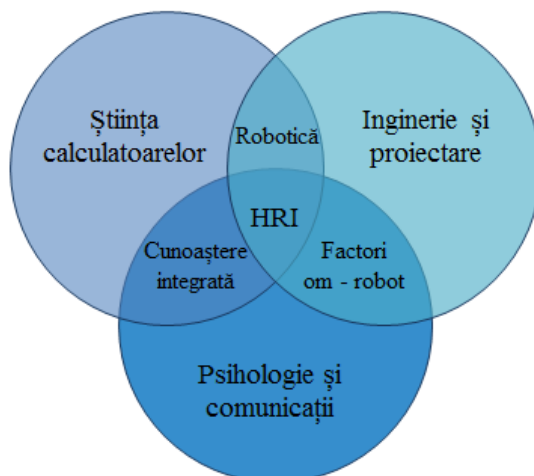 Știința
calculatoarelor
Robotică
Inginerie și
proiectare
HRI
Cunoaștere
integrată
Factori
om - robot
Psihologie și
comunicații